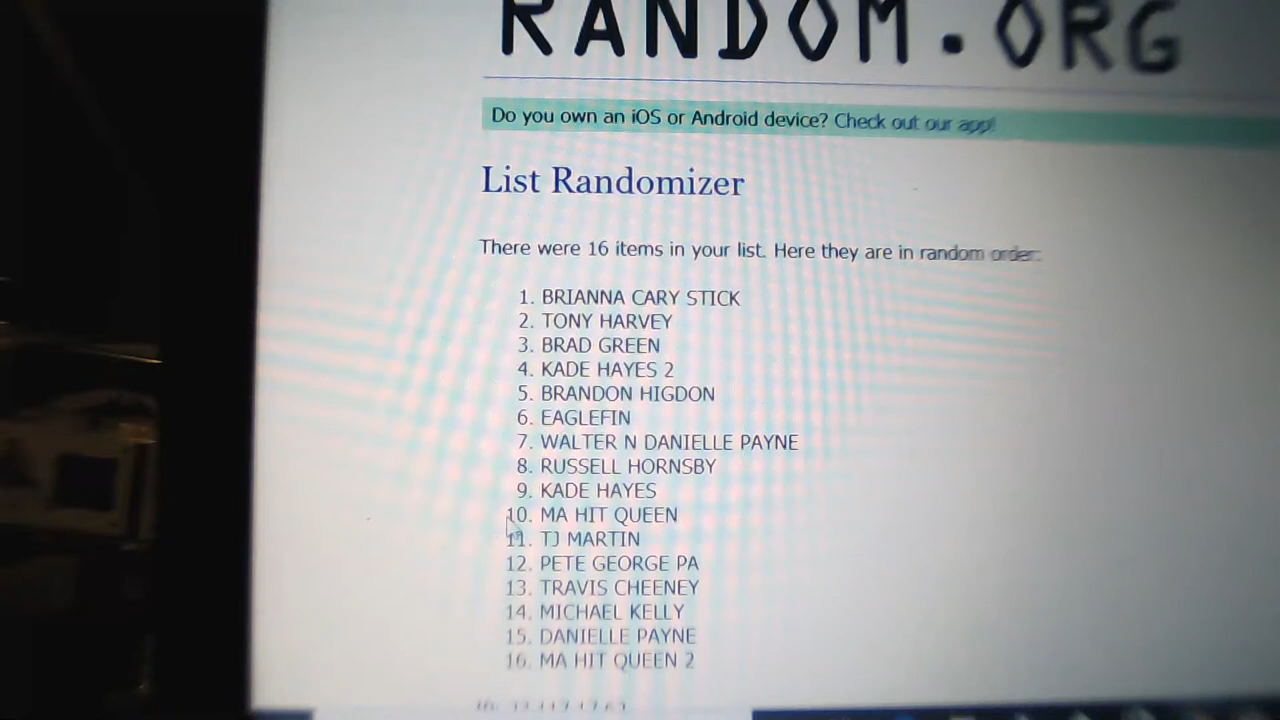 RANDOM.ORG
Do you own an iOS or Android device? Check out our app!
List Randomizer
There were 16 items in your list. Here they are in random order:
1. BRIANNA CARY STICK
2. TONY HARVEY
3. BRAD GREEN
4. KADE HAYES 2
5. BRANDON HIGDON
6. EAGLEFIN
7. WALTER N DANIELLE PAYNE
8. RUSSELL HORNSBY
9. KADE HAYES
10. MA HIT QUEEN
11. TJ MARTIN
12. PETE GEORGE PA
13. TRAVIS CHEENEY
14. MICHAEL KELLY
15. DANIELLE PAYNE
16. MA HIT QUEEN 2